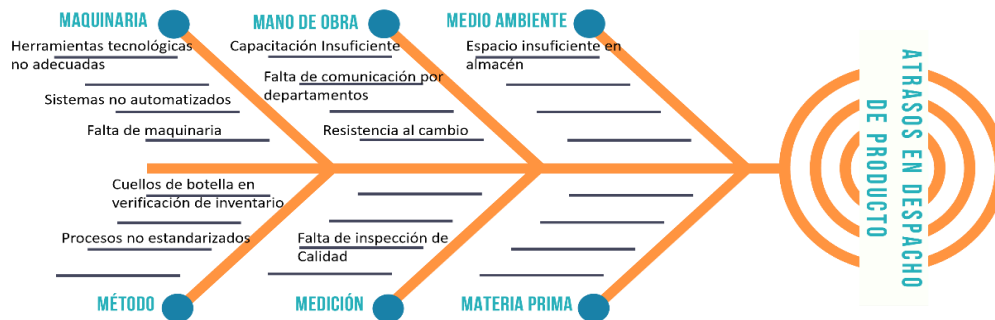 MAQUINARIA
MANO DE OBRA
MEDIO AMBIENTE
Herramientas tecnológicas
no adecuadas
Sistemas no automatizados
Falta de maquinaria
Capacitación Insuficiente
Falta de comunicación por
departamentos
Resistencia al cambio
Espacio insuficiente en
almacén
ATRASOS EN DESPACHO
DE PRODUCTO
Cuellos de botella en
verificación de inventario
Procesos no estandarizados
Falta de inspección de
Calidad
MÉTODO
MEDICIÓN
MATERIA PRIMA